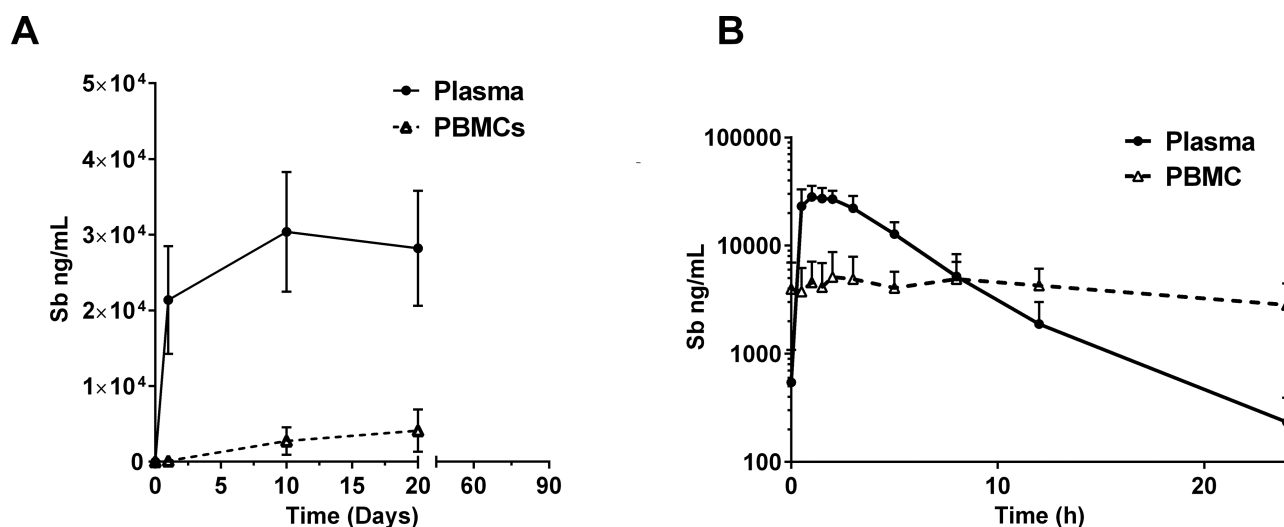 A
Sb ng/mL
5×10⁴
4×10⁴
3×10⁴
2×10⁴
1×10⁴
0
Plasma
PBMCs
0 5 10 15 20 60 90
Time (Days)
B
Sb ng/mL
100000
10000
1000
100
Plasma
PBMC
0 10 20
Time (h)